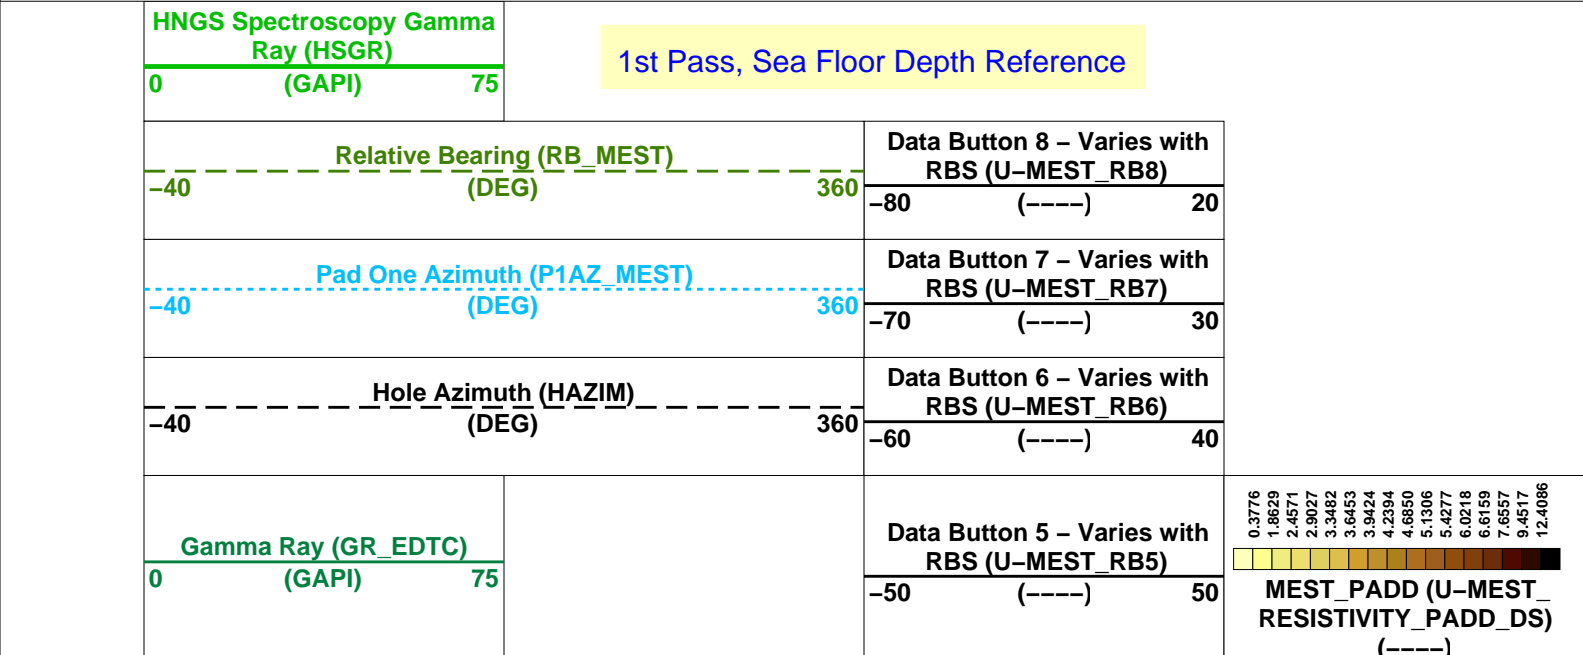 HNGS Spectroscopy Gamma
Ray (HSGR)
0 (GAPI) 75
1st Pass, Sea Floor Depth Reference
Relative Bearing (RB_MEST)
−40 (DEG) 360
Data Button 8 − Varies with
RBS (U−MEST_RB8)
−80 (−−−−) 20
Pad One Azimuth (P1AZ_MEST)
−40 (DEG) 360
Data Button 7 − Varies with
RBS (U−MEST_RB7)
−70 (−−−−) 30
Hole Azimuth (HAZIM)
−40 (DEG) 360
Data Button 6 − Varies with
RBS (U−MEST_RB6)
−60 (−−−−) 40
Gamma Ray (GR_EDTC)
0 (GAPI) 75
Data Button 5 − Varies with
RBS (U−MEST_RB5)
−50 (−−−−) 50
0.3776
1.8629
2.4571
2.9027
3.3482
3.6453
3.9424
4.2394
4.6850
5.1306
5.4277
6.0218
6.6159
7.6557
9.4517
12.4086
MEST_PADD (U−MEST_
RESISTIVITY_PADD_DS)
(−−−−)